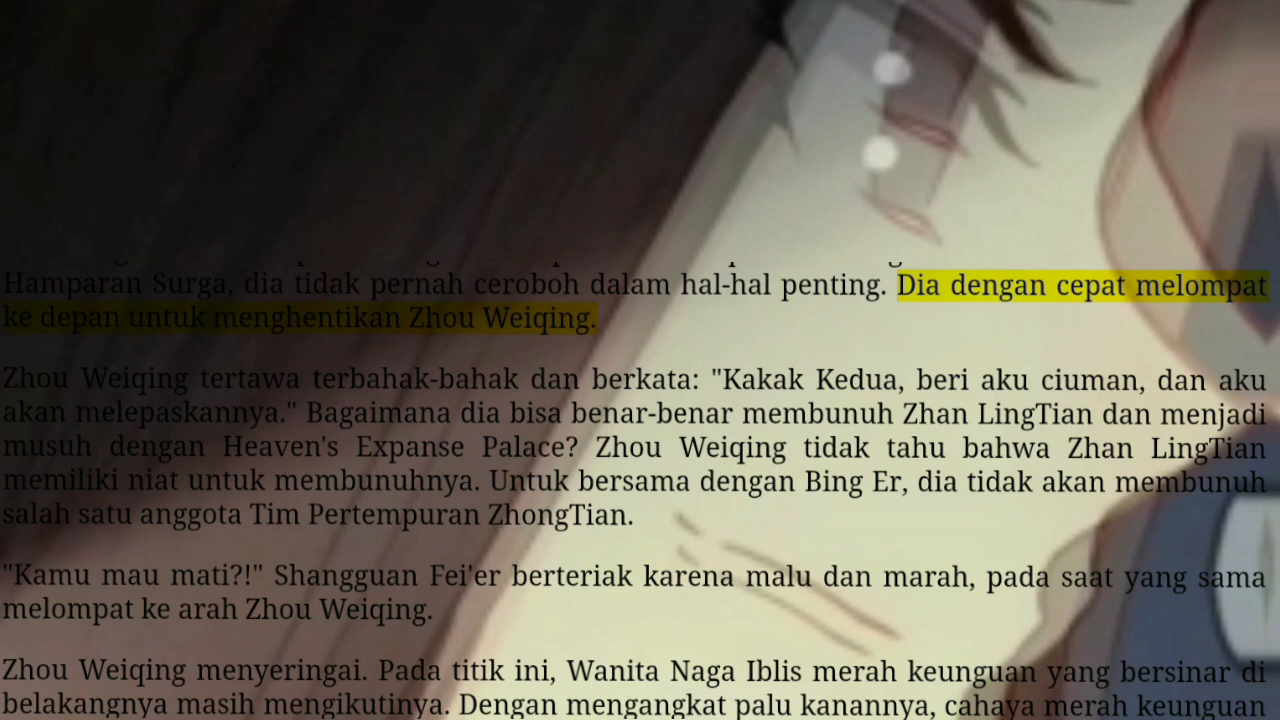 Hamparan Surga, dia tidak pernah ceroboh dalam hal-hal penting. Dia dengan cepat melompat
ke depan untuk menghentikan Zhou Weiqing.
Zhou Weiqing tertawa terbahak-bahak dan berkata: "Kakak Kedua, beri aku ciuman, dan aku
akan melepaskannya." Bagaimana dia bisa benar-benar membunuh Zhan LingTian dan menjadi
musuh dengan Heaven's Expanse Palace? Zhou Weiqing tidak tahu bahwa Zhan LingTian
memiliki niat untuk membunuhnya. Untuk bersama dengan Bing Er, dia tidak akan membunuh
salah satu anggota Tim Pertempuran ZhongTian.
"Kamu mau mati?!" Shangguan Fei'er berteriak karena malu dan marah, pada saat yang sama
melompat ke arah Zhou Weiqing.
Zhou Weiqing menyeringai. Pada titik ini, Wanita Naga Iblis merah keunguan yang bersinar di
belakangnya masih mengikutinya. Dengan mengangkat palu kanannya, cahaya merah keunguan